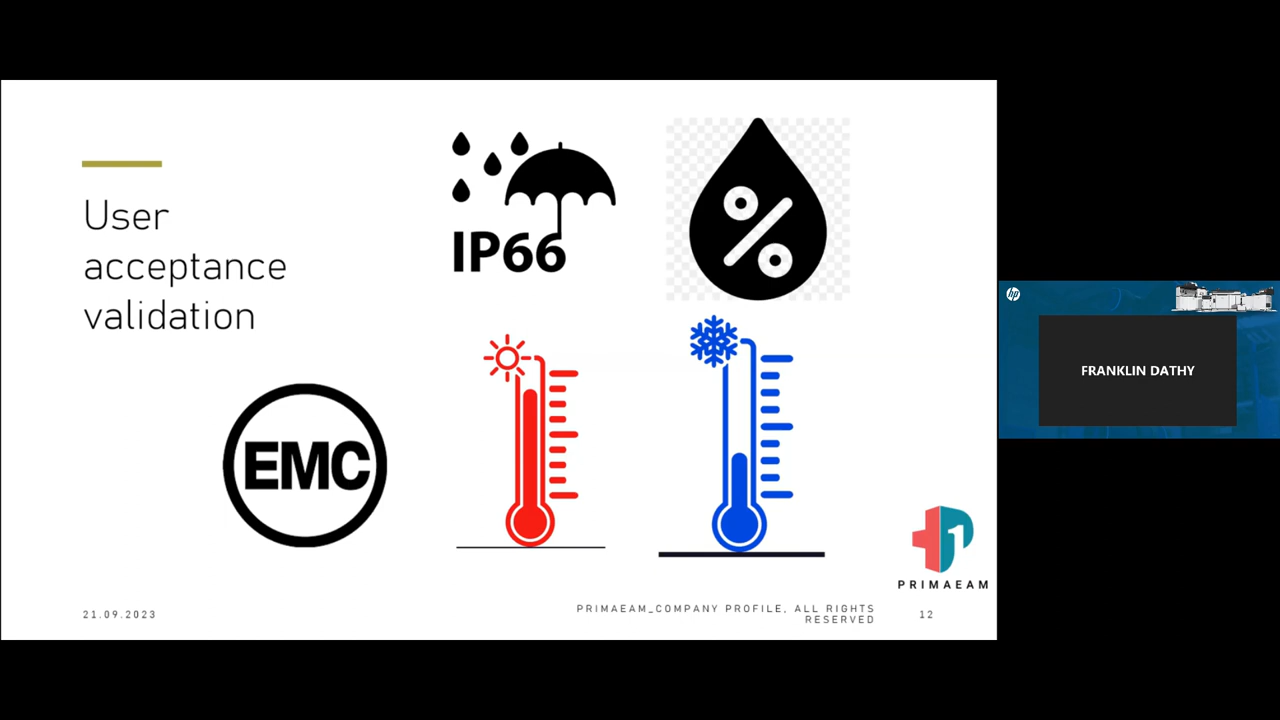 User
acceptance
validation
IP66
%
EMC
PRIMAEAM
21.09.2023
PRIMAEAM_COMPANY PROFILE, ALL RIGHTS
RESERVED
12
hp
FRANKLIN DATHY